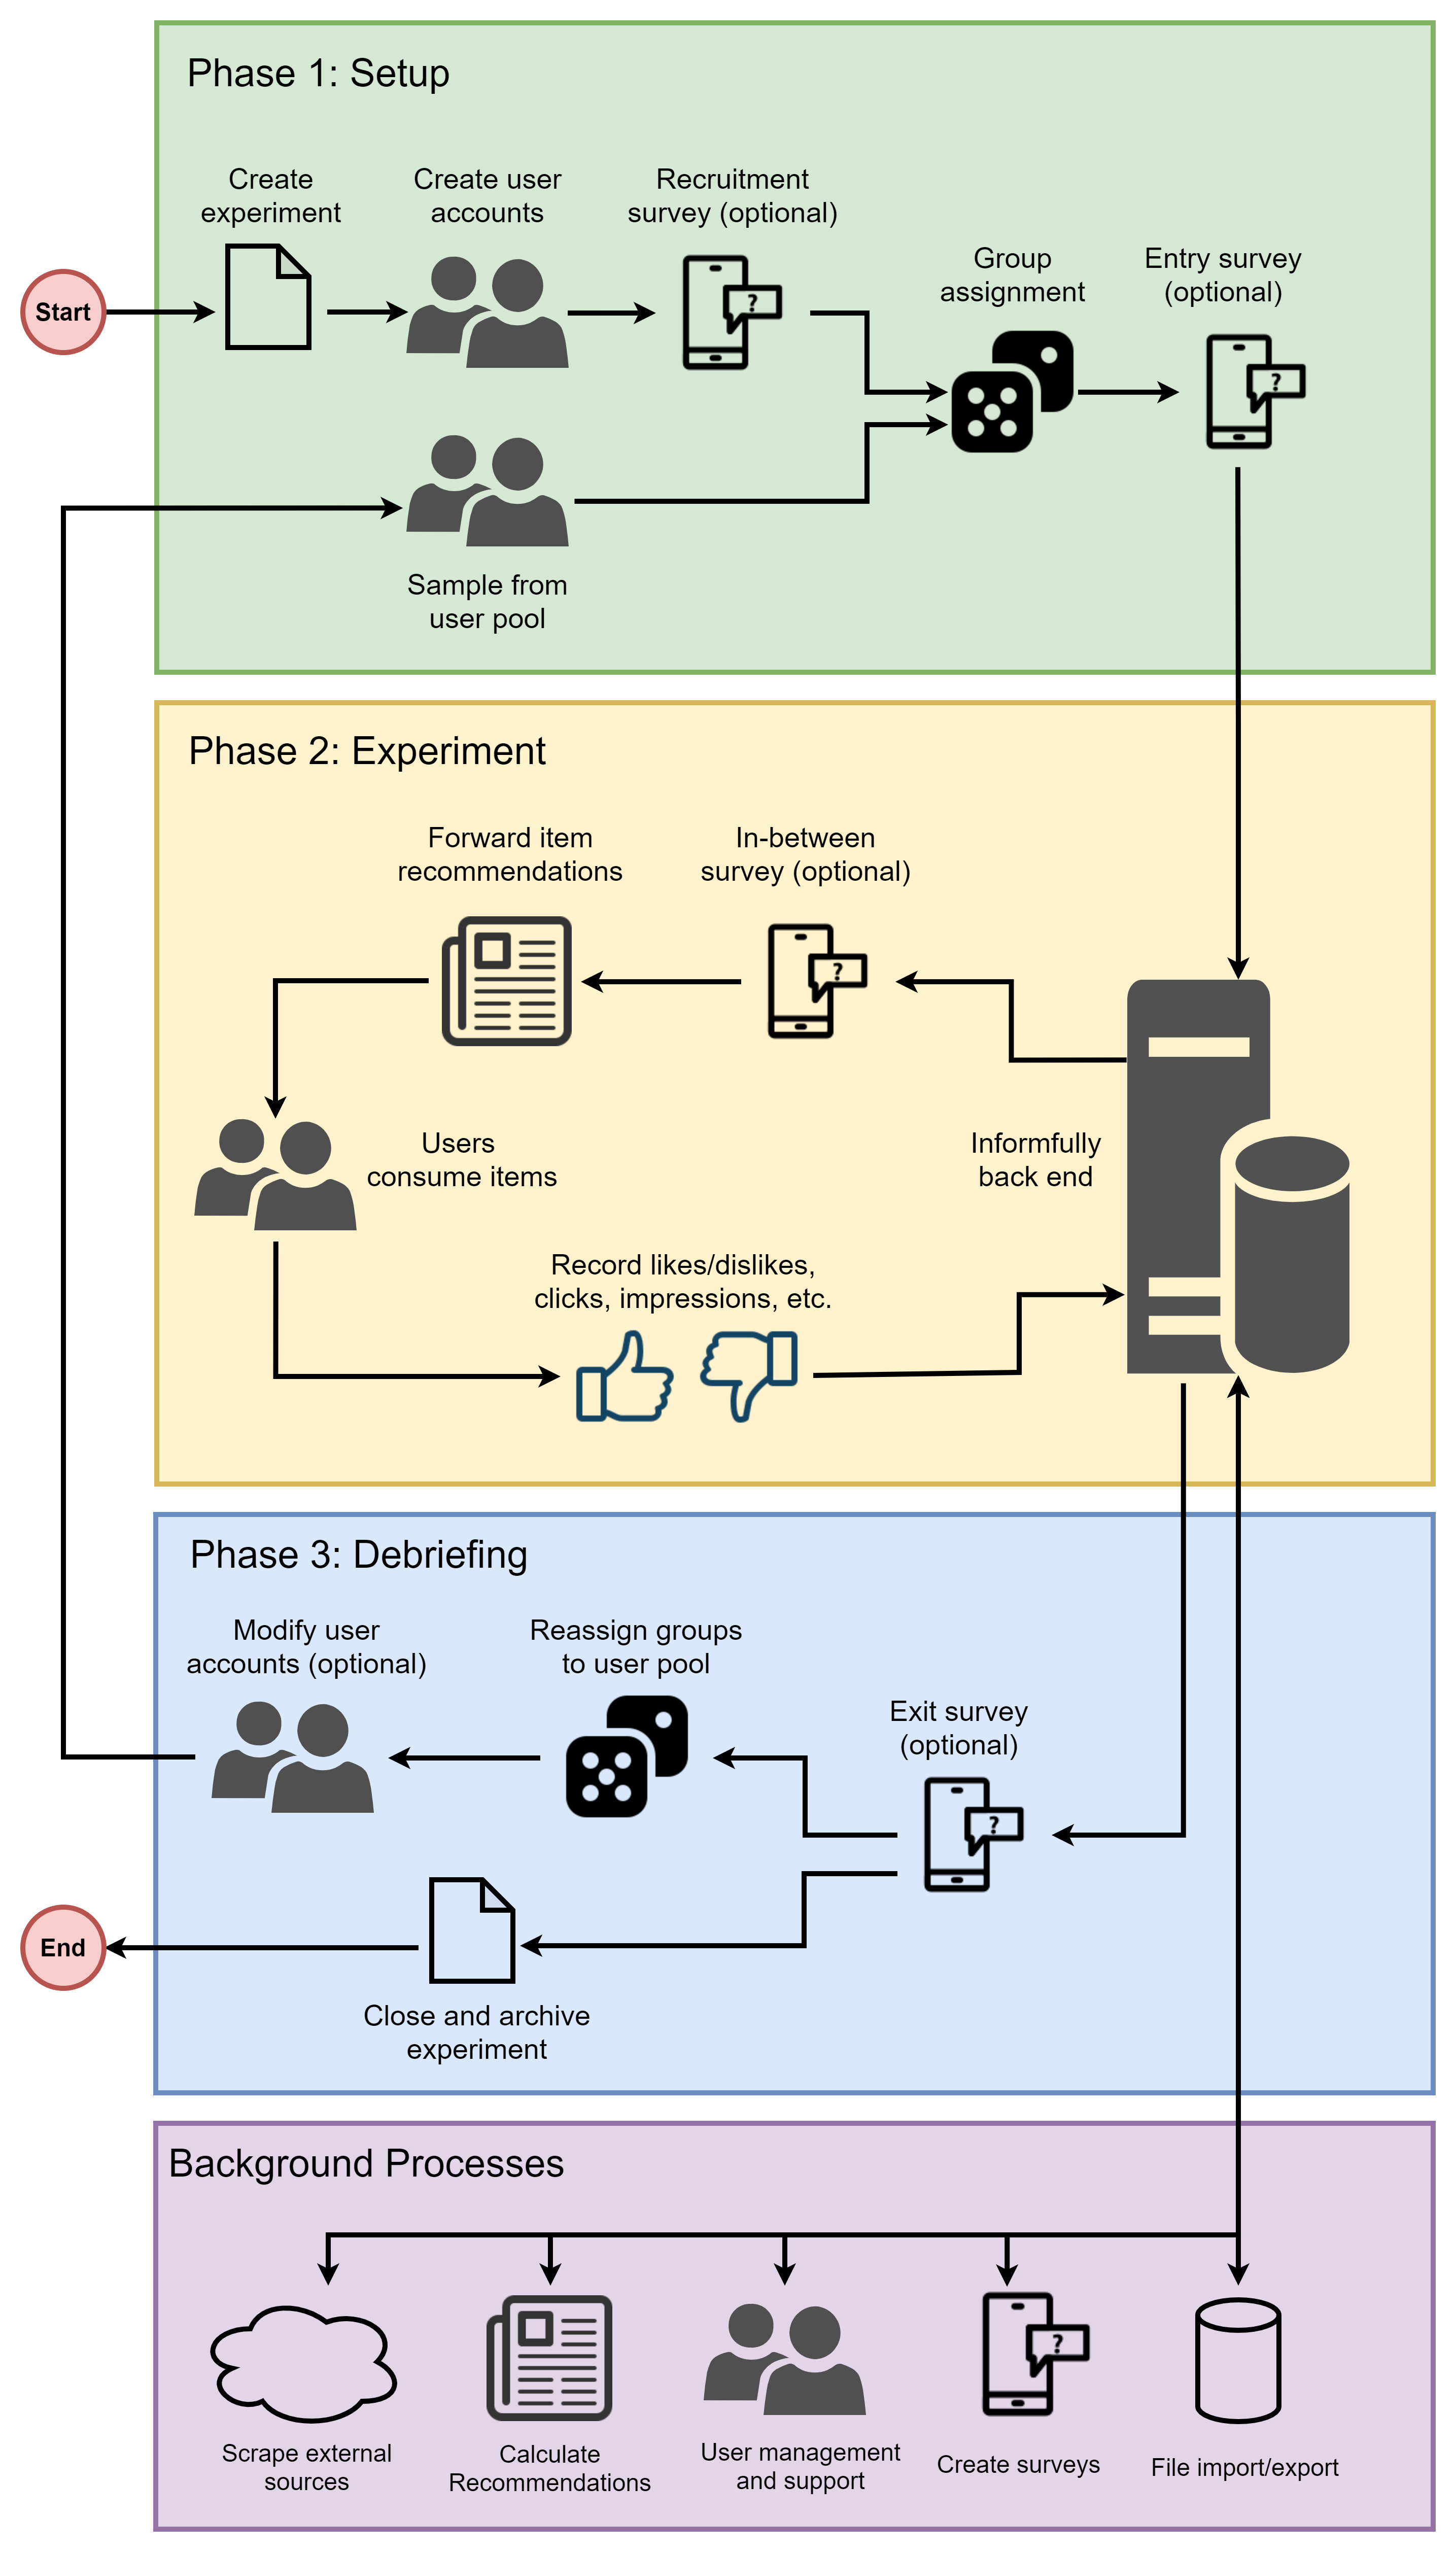 Phase 1: Setup
Create
experiment
Create user
accounts
Recruitment
survey (optional)
Group
assignment
Entry survey
(optional)
Start
?
?
Sample from
user pool
Phase 2: Experiment
Forward item
recommendations
In-between
survey (optional)
?
Users
consume items
Informfully
back end
Record likes/dislikes,
clicks, impressions, etc.
Phase 3: Debriefing
Modify user
accounts (optional)
Reassign groups
to user pool
Exit survey
(optional)
?
End
Close and archive
experiment
Background Processes
?
Scrape external
sources
Calculate
Recommendations
User management
and support
Create surveys
File import/export